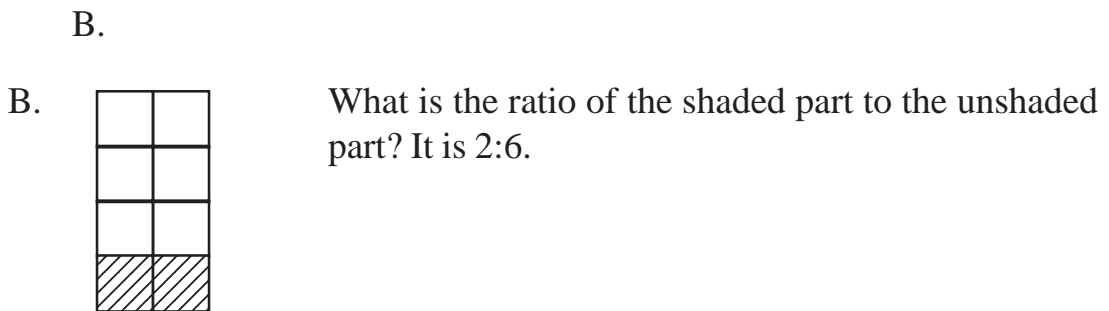 B.
B.
What is the ratio of the shaded part to the unshaded
part? It is 2:6.